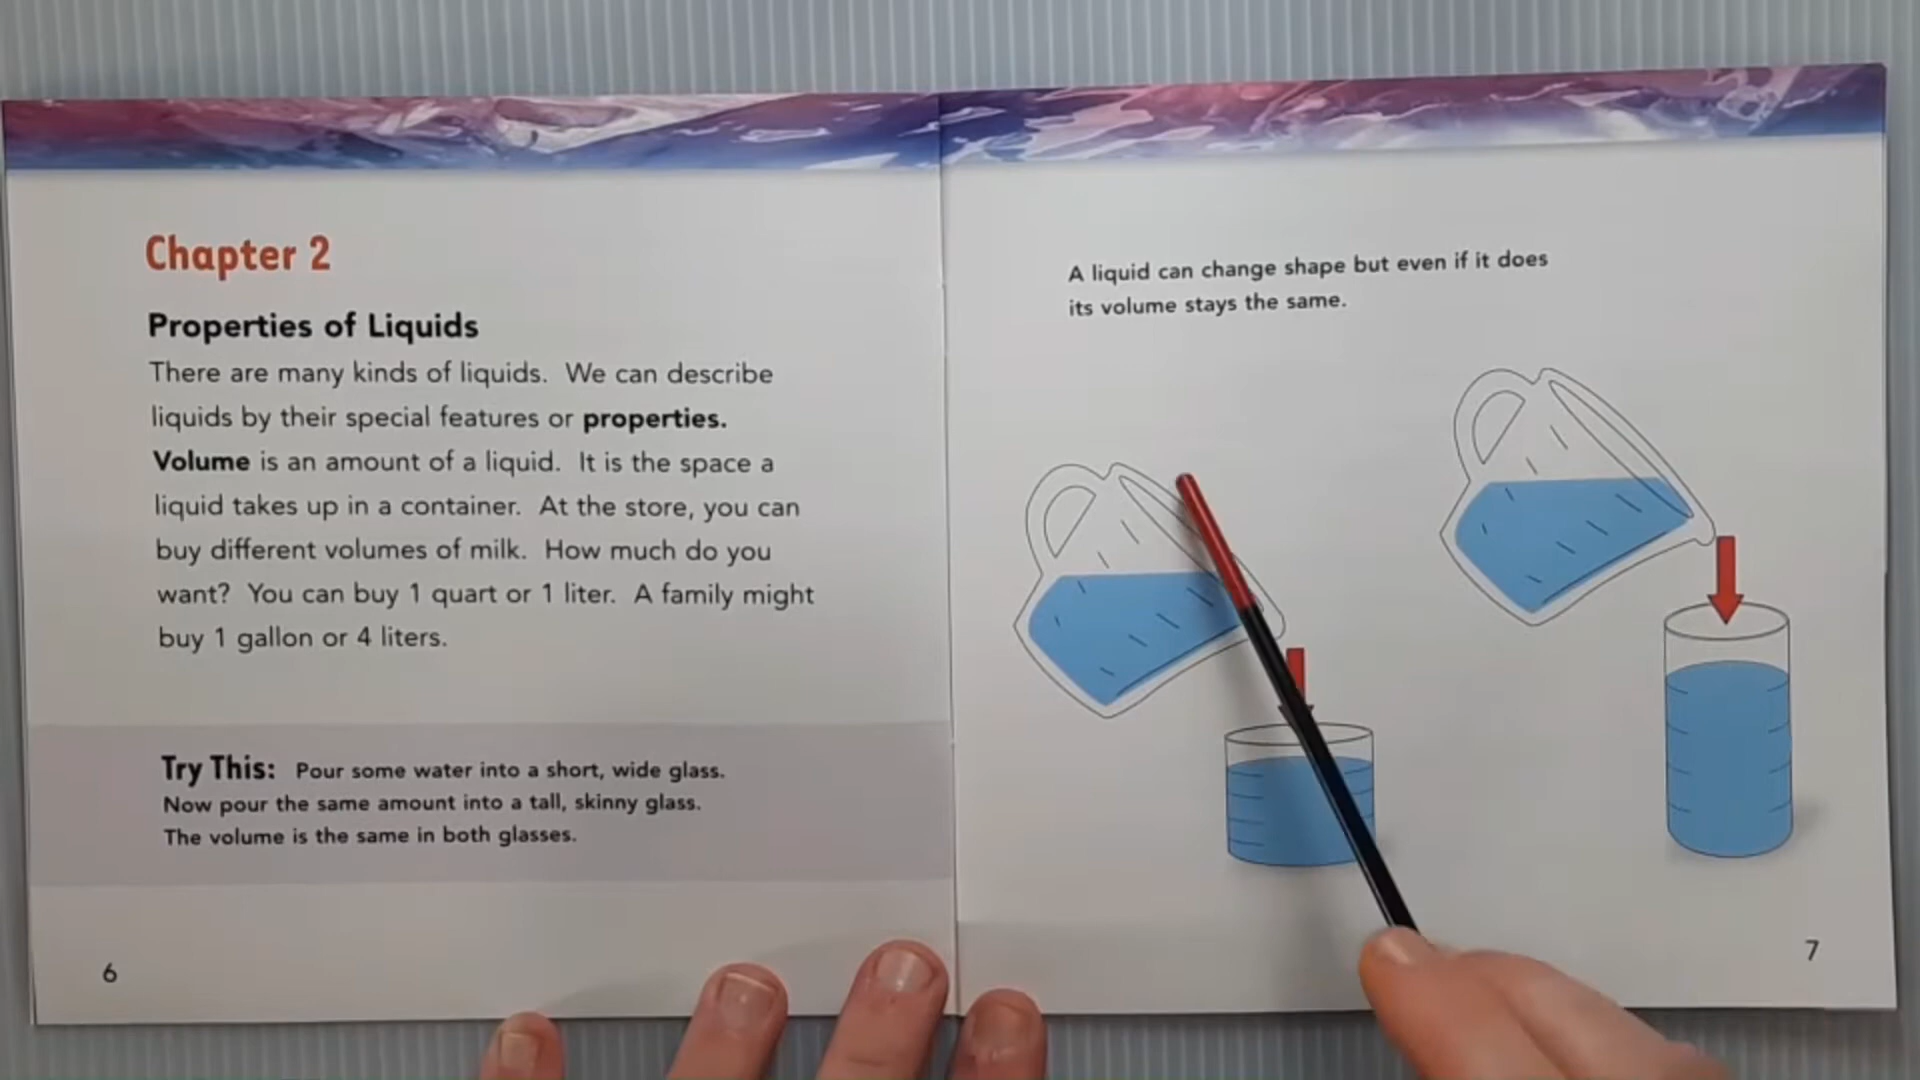 Chapter 2
Properties of Liquids
There are many kinds of liquids. We can describe
liquids by their special features or properties.
Volume is an amount of a liquid. It is the space a
liquid takes up in a container. At the store, you can
buy different volumes of milk. How much do you
want? You can buy 1 quart or 1 liter. A family might
buy 1 gallon or 4 liters.
Try This: Pour some water into a short, wide glass.
Now pour the same amount into a tall, skinny glass.
The volume is the same in both glasses.
6
A liquid can change shape but even if it does
its volume stays the same.
7